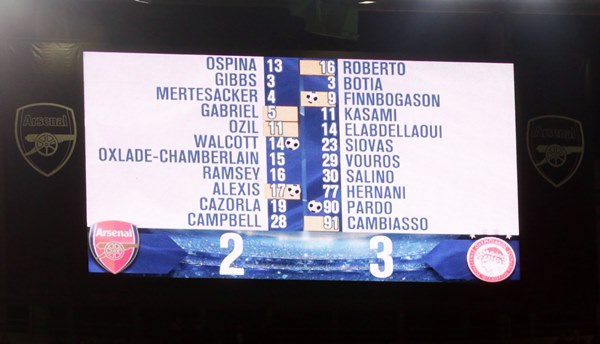 Arsenal
Arsenal
OSPINA 13 16 ROBERTO
GIBBS 3 3 BOTIA
MERTESACKER 4 9 FINNBOGASON
GABRIEL 5 11 KASAMI
OZIL 11 14 ELABDELLAOUI
WALCOTT 14 23 SIOVAS
OXLADE-CHAMBERLAIN 15 29 VOUROS
RAMSEY 16 30 SALINO
ALEXIS 17 77 HERNANI
CAZORLA 19 90 PARDO
CAMPBELL 28 91 CAMBIASSO
Arsenal 2 3